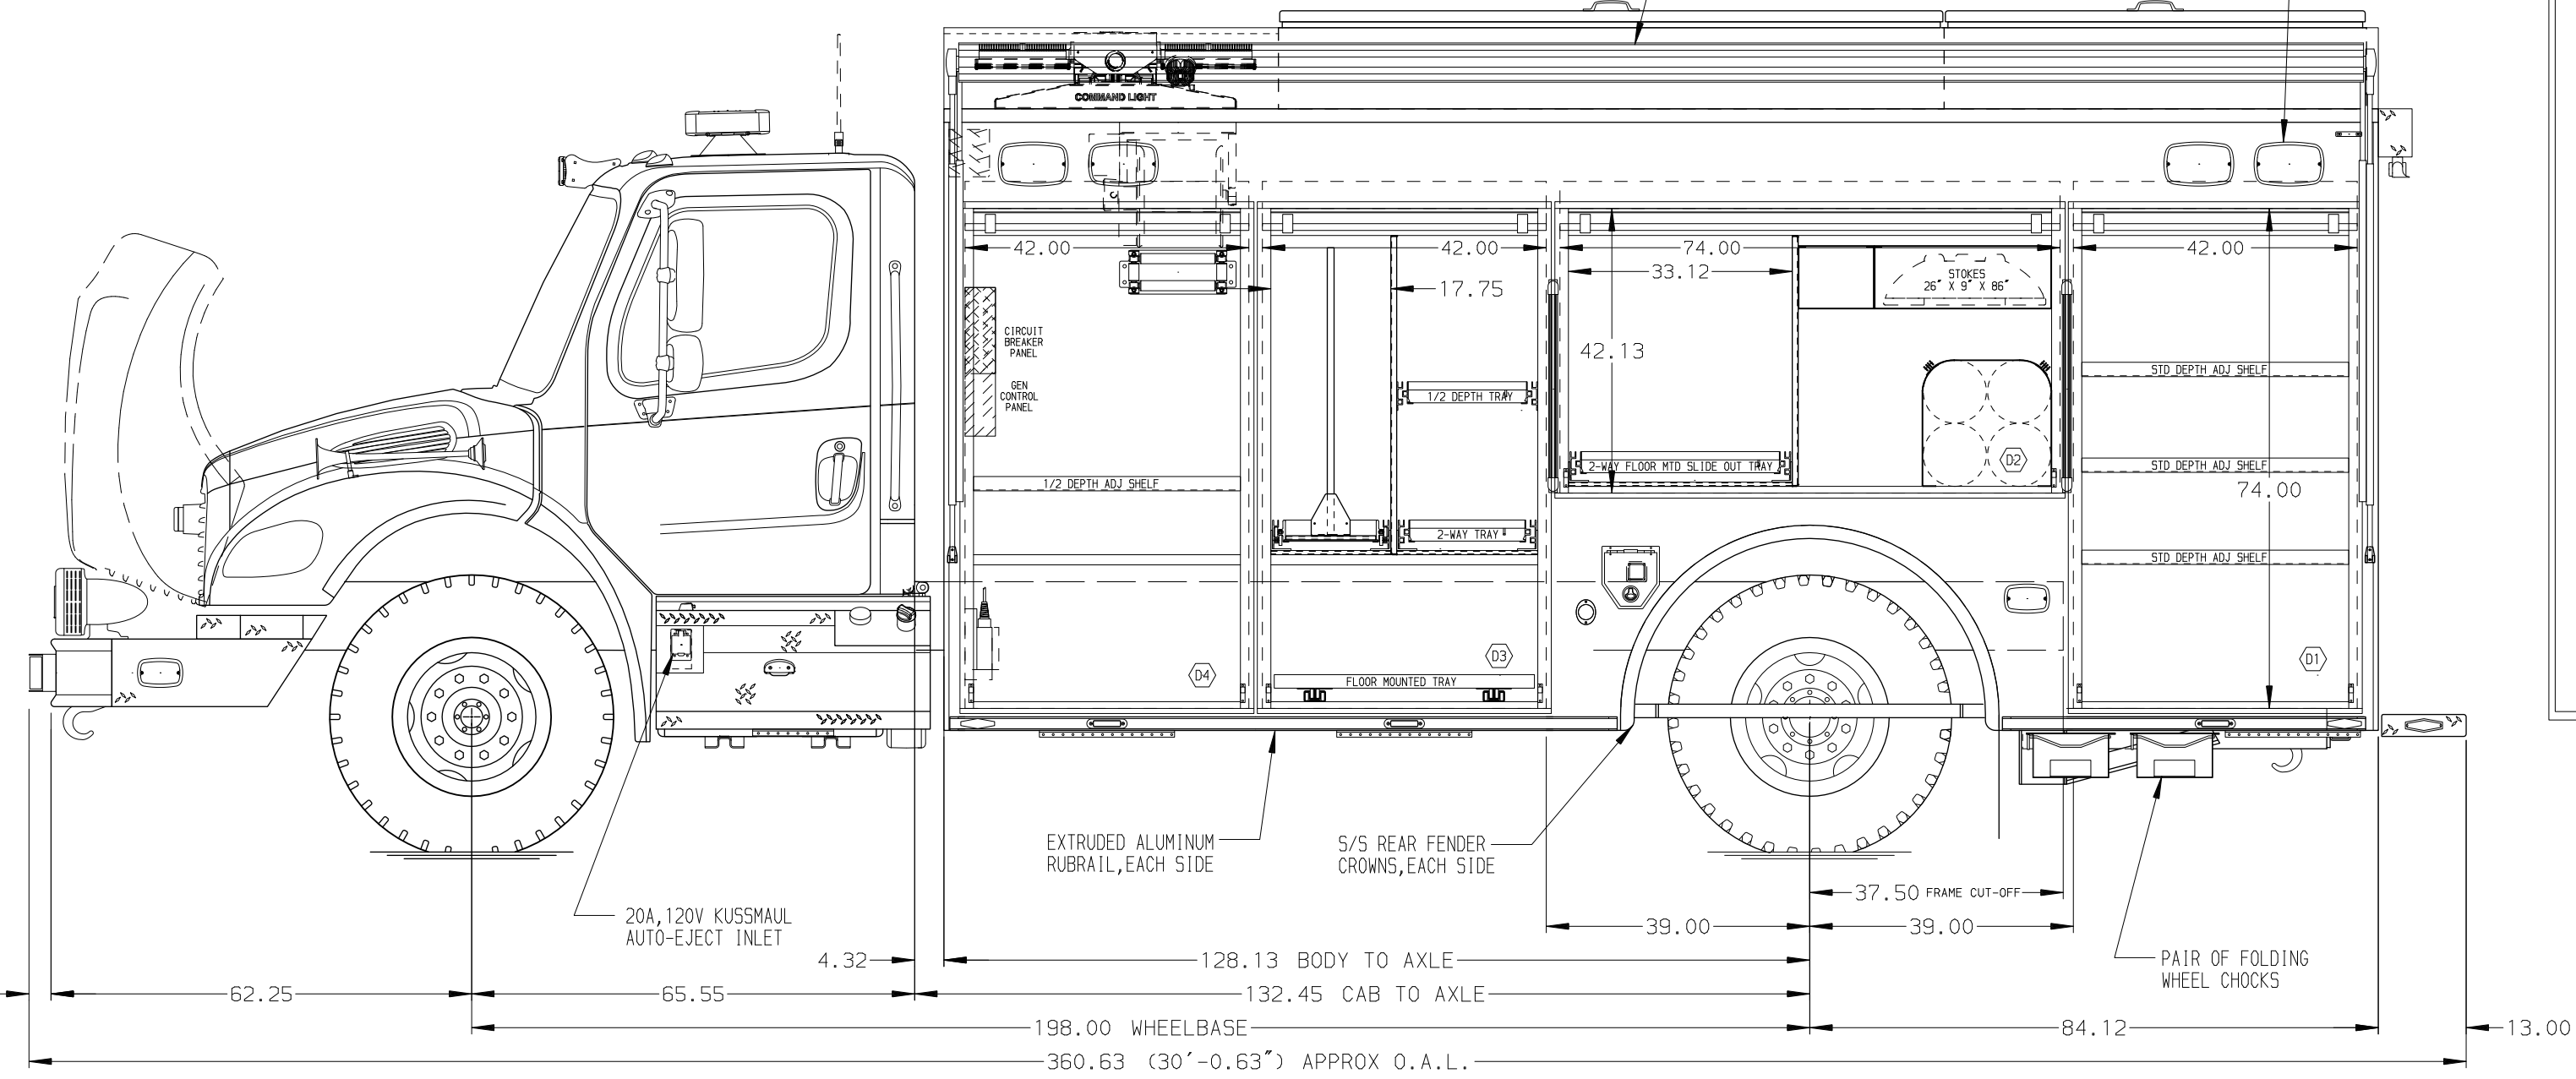 COMMAND LIGHT
42.00
42.00
74.00
42.00
33.12
STOKES
26" X 9" X 86"
17.75
CIRCUIT
BREAKER
PANEL
42.13
GEN
CONTROL
PANEL
1/2 DEPTH TRAY
STD DEPTH ADJ SHELF
D2
2-WAY FLOOR MTD SLIDE OUT TRAY
STD DEPTH ADJ SHELF
1/2 DEPTH ADJ SHELF
74.00
2-WAY TRAY
STD DEPTH ADJ SHELF
D3
D1
D4
FLOOR MOUNTED TRAY
EXTRUDED ALUMINUM
RUBRAIL,EACH SIDE
S/S REAR FENDER
CROWNS,EACH SIDE
37.50 FRAME CUT-OFF
20A,120V KUSSMAUL
AUTO-EJECT INLET
39.00
39.00
4.32
128.13 BODY TO AXLE
PAIR OF FOLDING
WHEEL CHOCKS
62.25
65.55
132.45 CAB TO AXLE
198.00 WHEELBASE
84.12
13.00
360.63 (30'-0.63") APPROX O.A.L.